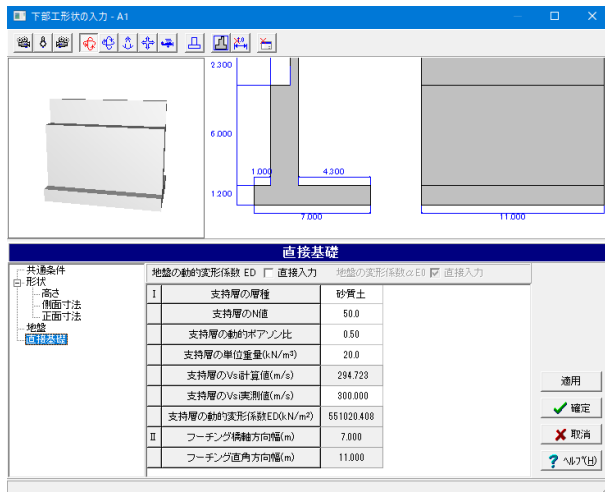 下部工形状の入力 - A1
2.300
6.000
1.000
4.300
1.200
7.000
11.000
直接基礎
共通条件
形状
高さ
側面寸法
正面寸法
地盤
直接基礎
地盤の動的変形係数 ED 直接入力 地盤の変形係数αE0 直接入力
I 支持層の層種 砂質土
支持層のN値 50.0
支持層の動的ポアソン比 0.50
支持層の単位重量(kN/m³) 20.0
支持層のVsi計算値(m/s) 294.723
支持層のVsi実測値(m/s) 300.000
支持層の動的変形係数ED(kN/m²) 551020.408
II フーチング橋軸方向幅(m) 7.000
フーチング直角方向幅(m) 11.000
適用
確定
取消
? ヘルプ(H)